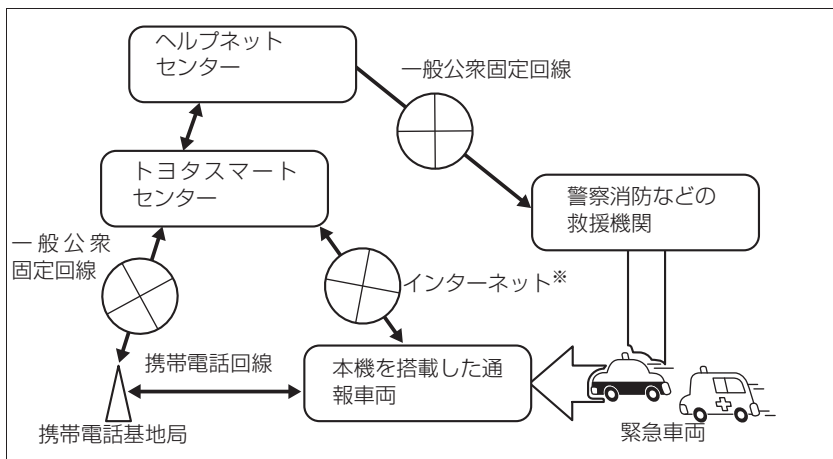 ヘルプネット
センター
一般公衆固定回線
トヨタスマート
センター
警察消防などの
救援機関
一般公衆
固定回線
インターネット※
携帯電話回線
本機を搭載した通
報車両
携帯電話基地局
緊急車両